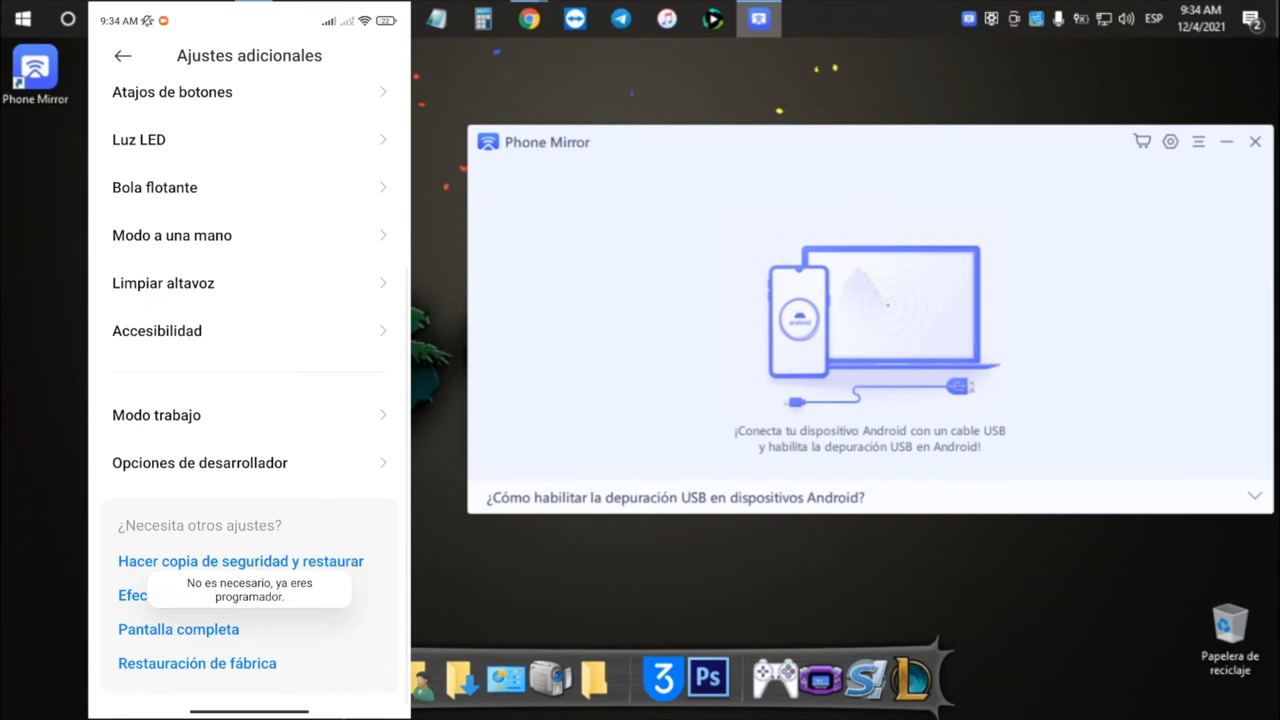 9:34 AM
22
Ajustes adicionales
Atajos de botones
Luz LED
Bola flotante
Modo a una mano
Limpiar altavoz
Accesibilidad
Modo trabajo
Opciones de desarrollador
¿Necesita otros ajustes?
Hacer copia de seguridad y restaurar
Efec
No es necesario, ya eres
programador.
Pantalla completa
Restauración de fábrica
Phone Mirror
ESP
9:34 AM
12/4/2021
2
Phone Mirror
android
¡Conecta tu dispositivo Android con un cable USB
y habilita la depuración USB en Android!
¿Cómo habilitar la depuración USB en dispositivos Android?
3
Ps
S
L
Papelera de
reciclaje